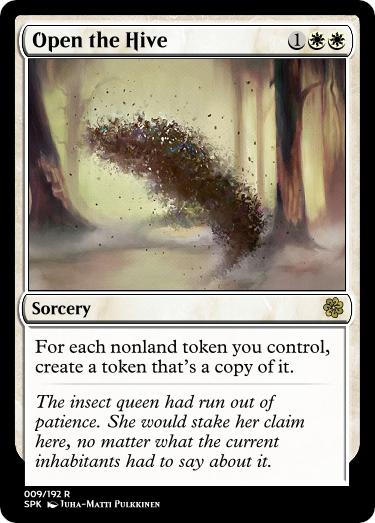 Open the Hive 1
Sorcery
For each nonland token you control,
create a token that's a copy of it.
The insect queen had run out of
patience. She would stake her claim
here, no matter what the current
inhabitants had to say about it.
009/192 R
SPK Juha-Matti Pulkkinen